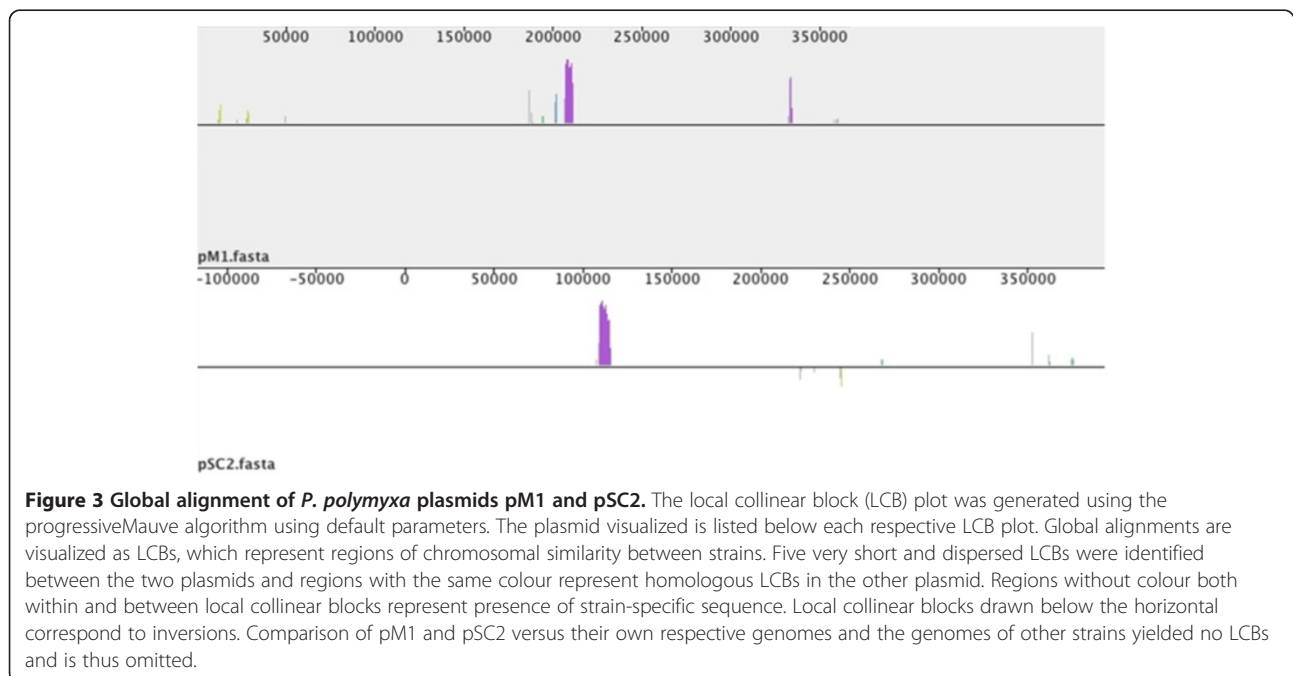 50000 100000 150000 200000 250000 300000 350000
pM1.fasta
-100000 -50000 0 50000 100000 150000 200000 250000 300000 350000
pSC2.fasta
Figure 3 Global alignment of P. polymyxa plasmids pM1 and pSC2. The local collinear block (LCB) plot was generated using the
progressiveMauve algorithm using default parameters. The plasmid visualized is listed below each respective LCB plot. Global alignments are
visualized as LCBs, which represent regions of chromosomal similarity between strains. Five very short and dispersed LCBs were identified
between the two plasmids and regions with the same colour represent homologous LCBs in the other plasmid. Regions without colour both
within and between local collinear blocks represent presence of strain-specific sequence. Local collinear blocks drawn below the horizontal
correspond to inversions. Comparison of pM1 and pSC2 versus their own respective genomes and the genomes of other strains yielded no LCBs
and is thus omitted.